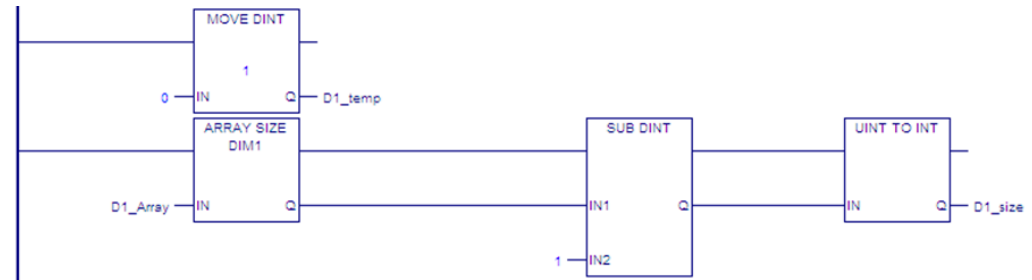 MOVE DINT
1
0 IN Q D1_temp
ARRAY SIZE SUB DINT UINT TO INT
DIM1
D1_Array IN Q IN1 Q IN Q D1_size
1 IN2